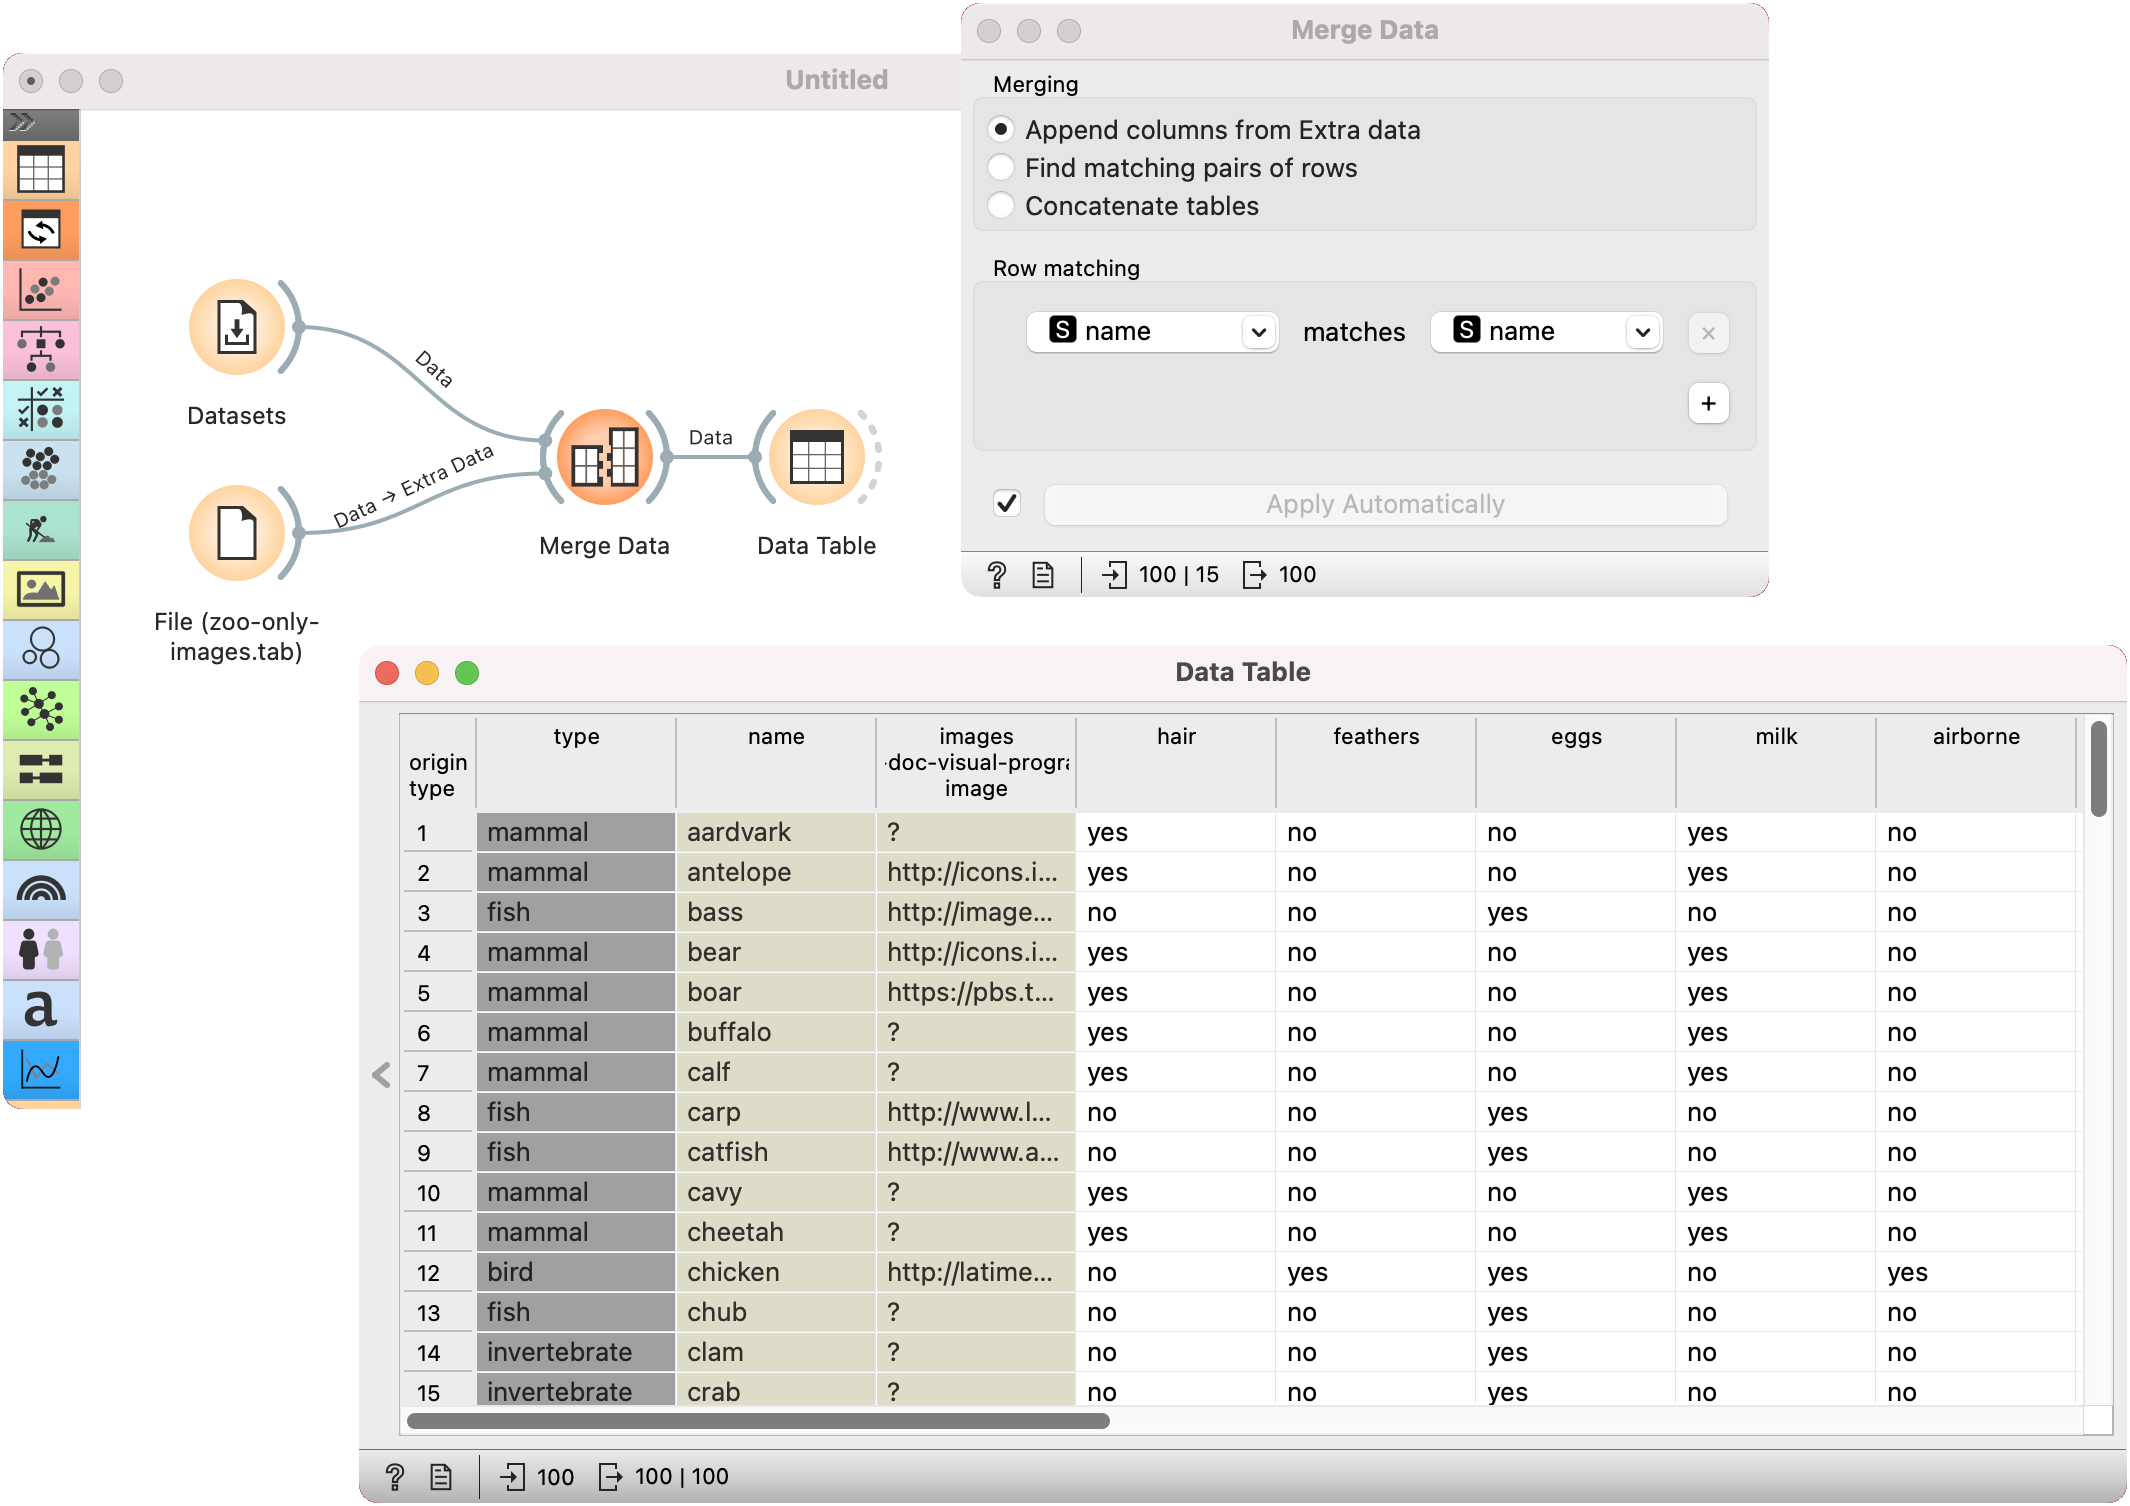 Untitled
Datasets
Data
Data → Extra Data
File (zoo-only-
images.tab)
Merge Data
Data
Data Table
a
Merge Data
Merging
Append columns from Extra data
Find matching pairs of rows
Concatenate tables
Row matching
S name matches S name
Apply Automatically
? 100 | 15 100
Data Table
type name images hair feathers eggs milk airborne
origin -doc-visual-progra
type image
1 mammal aardvark ? yes no no yes no
2 mammal antelope http://icons.i... yes no no yes no
3 fish bass http://image... no no yes no no
4 mammal bear http://icons.i... yes no no yes no
5 mammal boar https://pbs.t... yes no no yes no
6 mammal buffalo ? yes no no yes no
7 mammal calf ? yes no no yes no
8 fish carp http://www.l... no no yes no no
9 fish catfish http://www.a... no no yes no no
10 mammal cavy ? yes no no yes no
11 mammal cheetah ? yes no no yes no
12 bird chicken http://latime... no yes yes no yes
13 fish chub ? no no yes no no
14 invertebrate clam ? no no yes no no
15 invertebrate crab ? no no yes no no
? 100 100 | 100